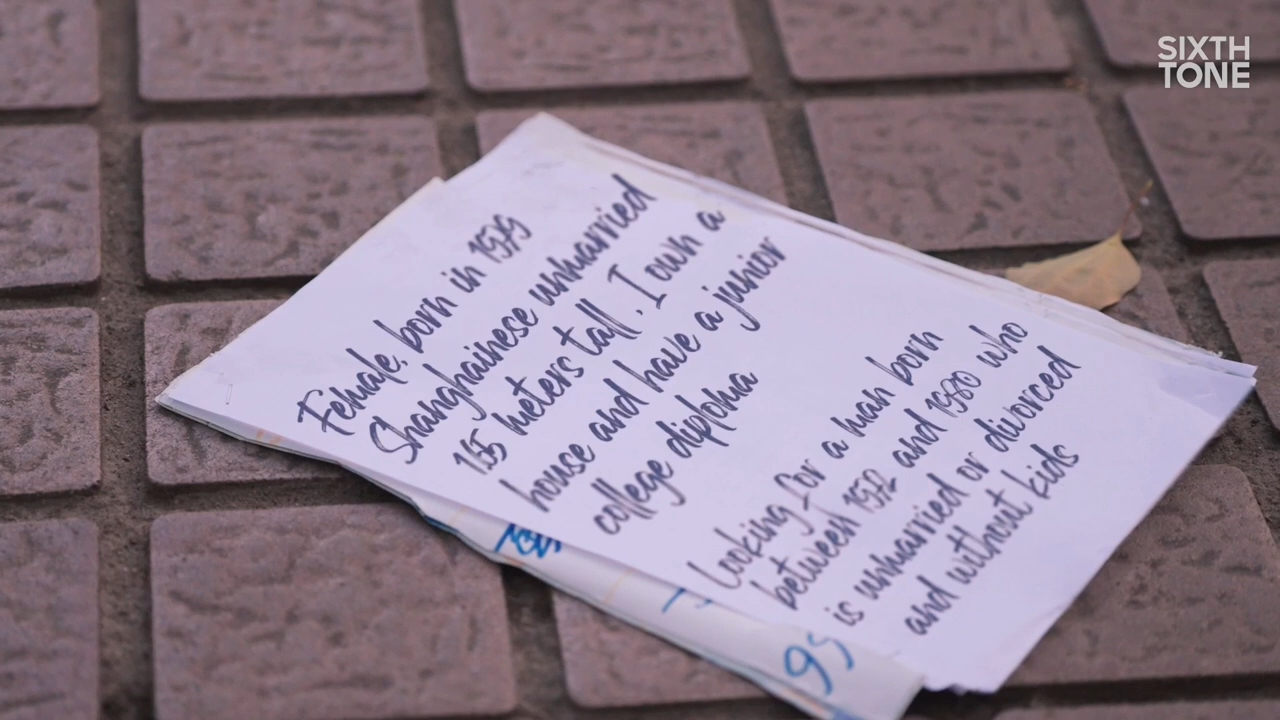 SIXTH
TONE
Female, born in 1979
Shanghainese unmarried
1.55 meters tall. I own a
house and have a junior
college diploma
Looking for a man born
between 1972 and 1980 who
is unmarried or divorced
and without kids
95